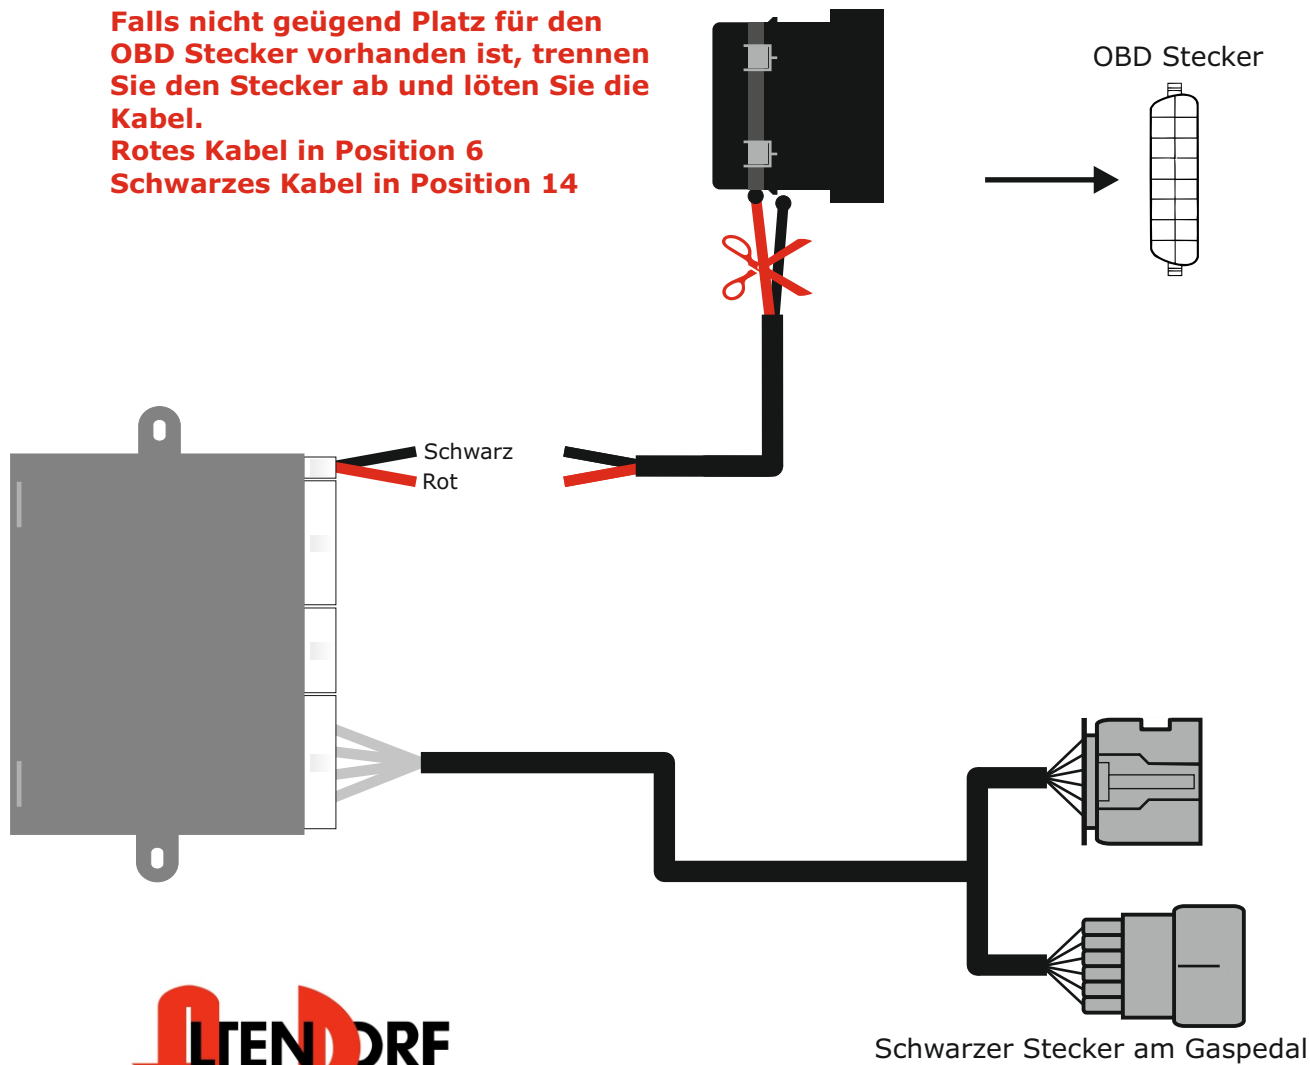 Falls nicht geügend Platz für den
OBD Stecker vorhanden ist, trennen
Sie den Stecker ab und löten Sie die
Kabel.
Rotes Kabel in Position 6
Schwarzes Kabel in Position 14
OBD Stecker
Schwarz
Rot
ALTENDORF
Schwarzer Stecker am Gaspedal